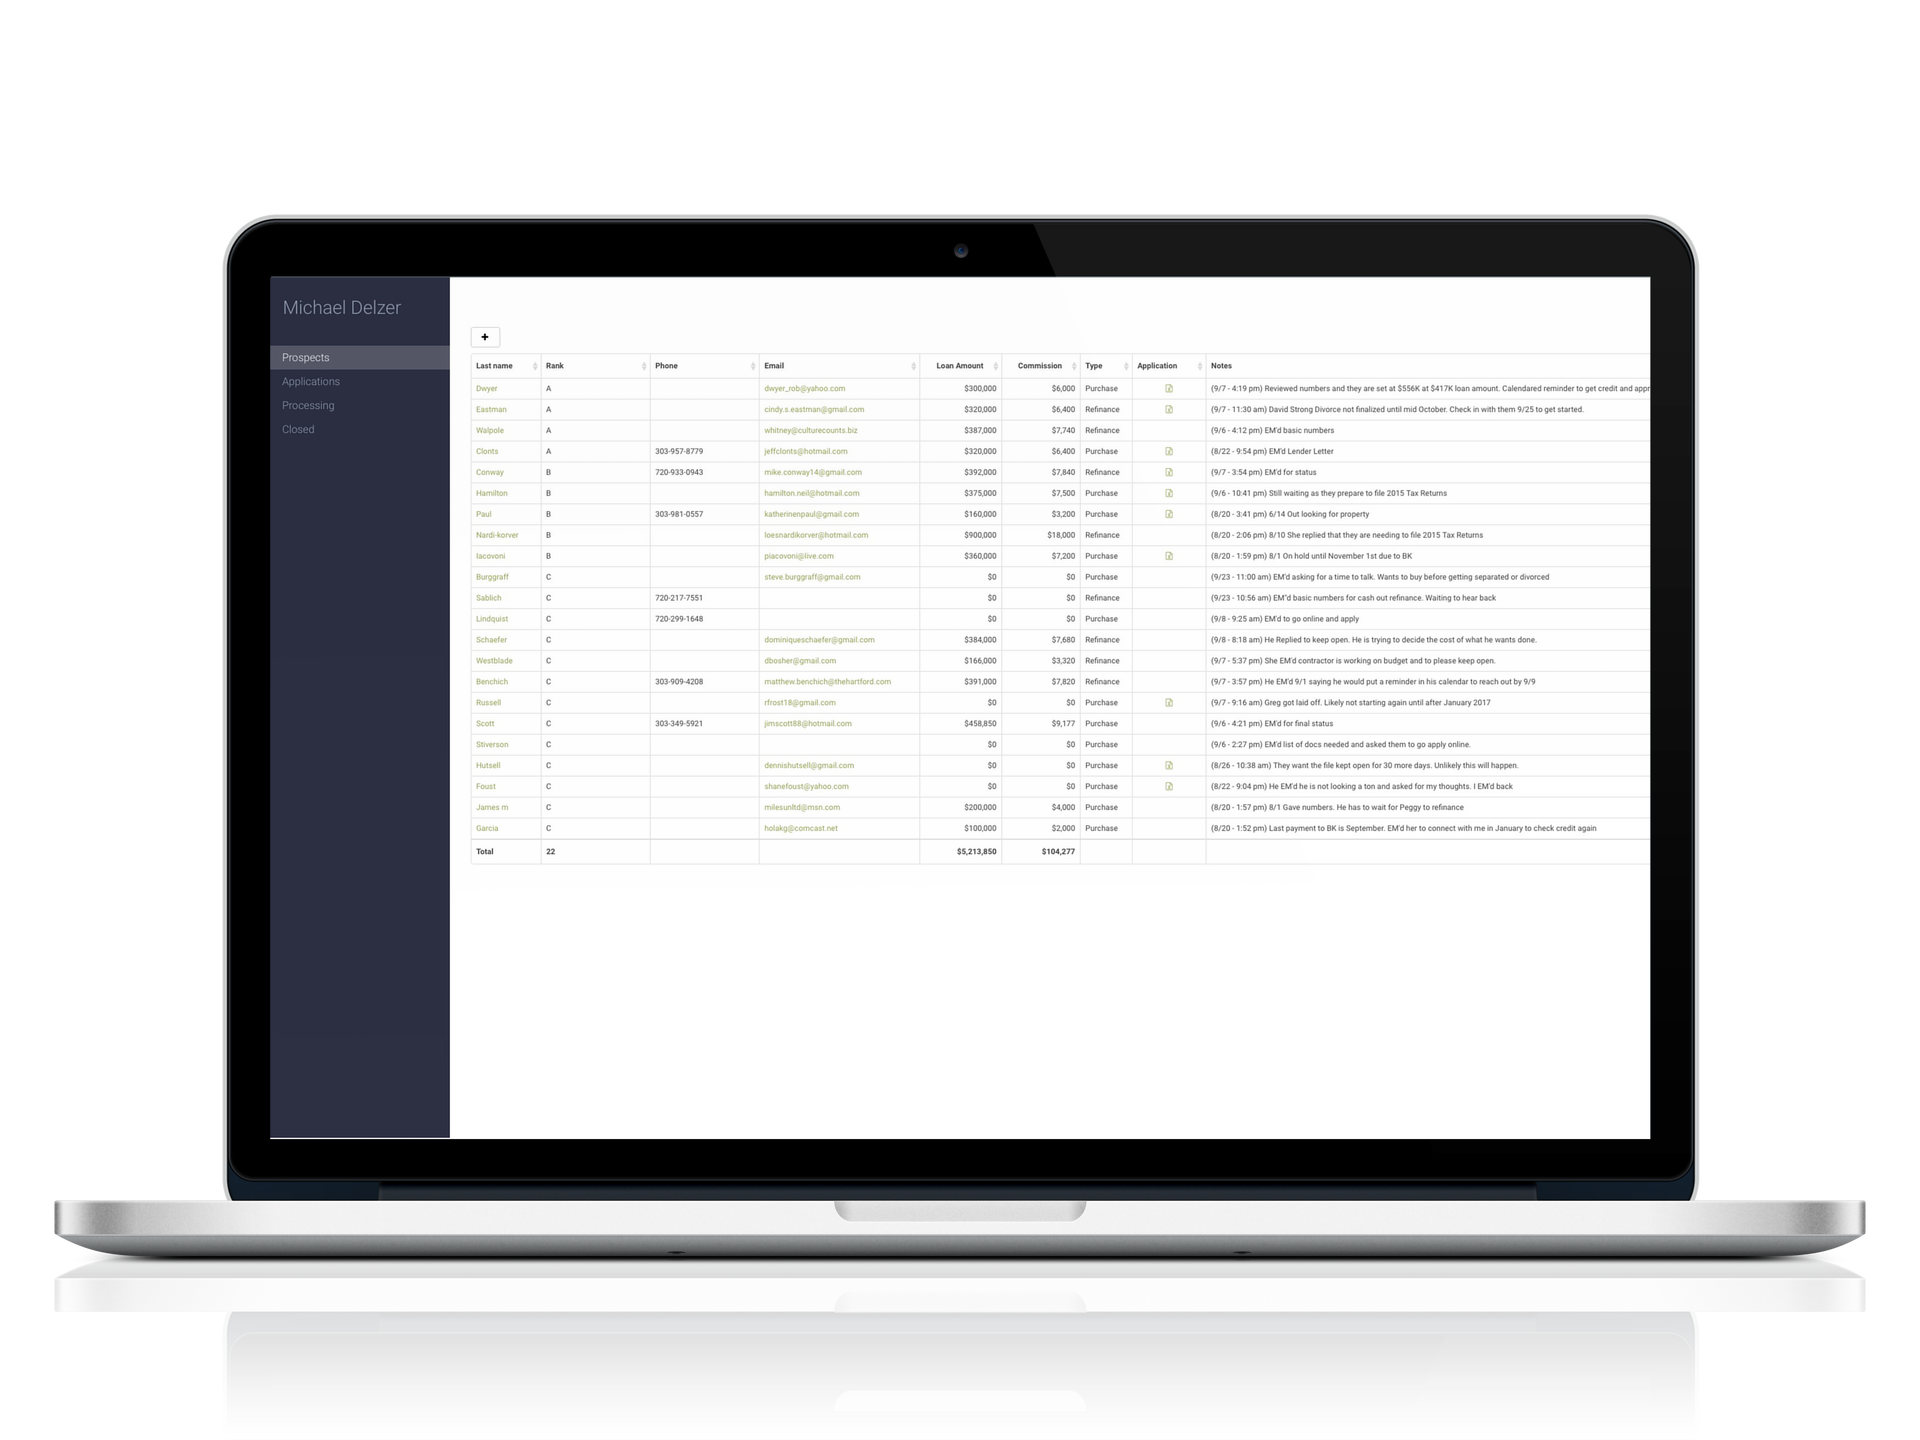 Michael Delzer
Prospects
Applications
Processing
Closed
+
Last name Rank Phone Email Loan Amount Commission Type Application Notes
Dwyer A dwyer_rob@yahoo.com $300,000 $6,000 Purchase (9/7 - 4:19 pm) Reviewed numbers and they are set at $556K at $417K loan amount. Calendared reminder to get credit and appr
Eastman A cindy.s.eastman@gmail.com $320,000 $6,400 Refinance (9/7 - 11:30 am) David Strong Divorce not finalized until mid October. Check in with them 9/25 to get started.
Walpole A whitney@culturecounts.biz $387,000 $7,740 Refinance (9/6 - 4:12 pm) EM'd basic numbers
Clonts A 303-957-8779 jeffclonts@hotmail.com $320,000 $6,400 Purchase (8/22 - 9:54 pm) EM'd Lender Letter
Conway B 720-933-0943 mike.conway14@gmail.com $392,000 $7,840 Refinance (9/7 - 3:54 pm) EM'd for status
Hamilton B hamilton.neil@hotmail.com $375,000 $7,500 Purchase (9/6 - 10:41 pm) Still waiting as they prepare to file 2015 Tax Returns
Paul B 303-981-0557 katherinenpaul@gmail.com $160,000 $3,200 Purchase (8/20 - 3:41 pm) 6/14 Out looking for property
Nardi-korver B loesnardikorver@hotmail.com $900,000 $18,000 Refinance (8/20 - 2:06 pm) 8/10 She replied that they are needing to file 2015 Tax Returns
Iacovoni B piacovoni@live.com $360,000 $7,200 Purchase (8/20 - 1:59 pm) 8/1 On hold until November 1st due to BK
Burggraff C steve.burggraff@gmail.com $0 $0 Purchase (9/23 - 11:00 am) EM'd asking for a time to talk. Wants to buy before getting separated or divorced
Sablich C 720-217-7551 $0 $0 Refinance (9/23 - 10:56 am) EM"d basic numbers for cash out refinance. Waiting to hear back
Lindquist C 720-299-1648 $0 $0 Purchase (9/8 - 9:25 am) EM'd to go online and apply
Schaefer C dominiqueschaefer@gmail.com $384,000 $7,680 Refinance (9/8 - 8:18 am) He Replied to keep open. He is trying to decide the cost of what he wants done.
Westblade C dbosher@gmail.com $166,000 $3,320 Refinance (9/7 - 5:37 pm) She EM'd contractor is working on budget and to please keep open.
Benchich C 303-909-4208 matthew.benchich@thehartford.com $391,000 $7,820 Refinance (9/7 - 3:57 pm) He EM'd 9/1 saying he would put a reminder in his calendar to reach out by 9/9
Russell C rfrost18@gmail.com $0 $0 Purchase (9/7 - 9:16 am) Greg got laid off. Likely not starting again until after January 2017
Scott C 303-349-5921 jimscott88@hotmail.com $458,850 $9,177 Purchase (9/6 - 4:21 pm) EM'd for final status
Stiverson C $0 $0 Purchase (9/6 - 2:27 pm) EM'd list of docs needed and asked them to go apply online.
Hutsell C dennishutsell@gmail.com $0 $0 Purchase (8/26 - 10:38 am) They want the file kept open for 30 more days. Unlikely this will happen.
Foust C shanefoust@yahoo.com $0 $0 Purchase (8/22 - 9:04 pm) He EM'd he is not looking a ton and asked for my thoughts. I EM'd back
James m C milesunltd@msn.com $200,000 $4,000 Purchase (8/20 - 1:57 pm) 8/1 Gave numbers. He has to wait for Peggy to refinance
Garcia C holakg@comcast.net $100,000 $2,000 Purchase (8/20 - 1:52 pm) Last payment to BK is September. EM'd her to connect with me in January to check credit again
Total 22 $5,213,850 $104,277